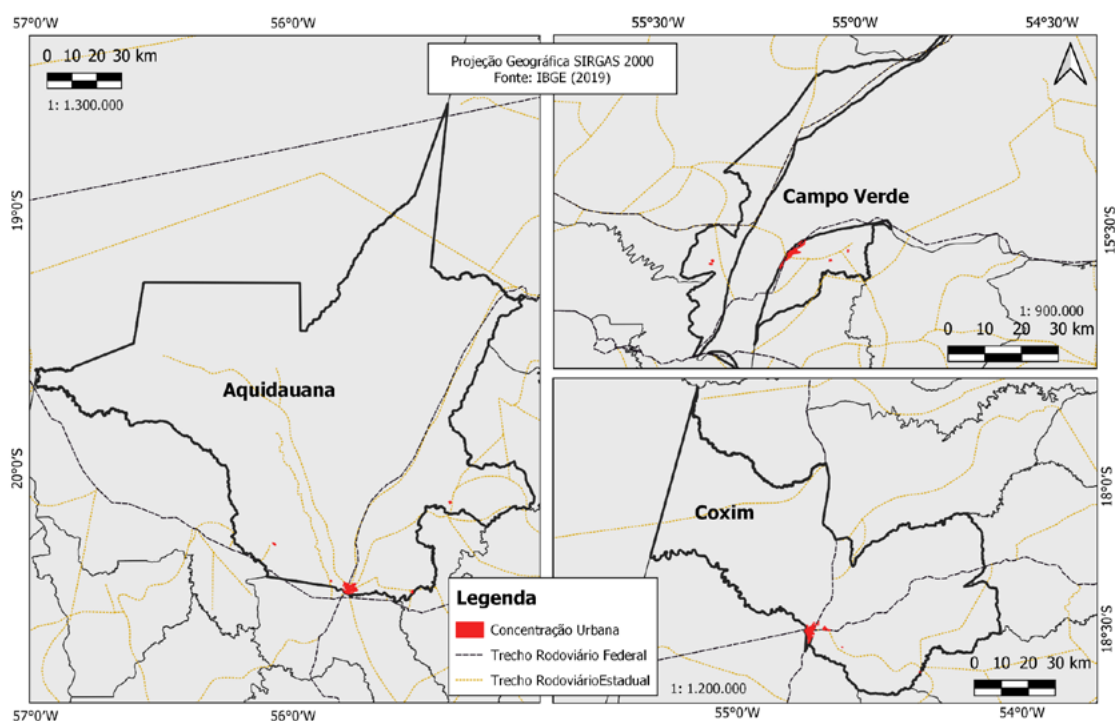 57°0'W
56°0'W
0 10 20 30 km
1: 1.300.000
19°0'S
20°0'S
Aquidauana
57°0'W
56°0'W
Projeção Geográfica SIRGAS 2000
Fonte: IBGE (2019)
55°30'W
55°0'W
54°30'W
Campo Verde
15°30'S
1: 900.000
0 10 20 30 km
Coxim
18°0'S
18°30'S
0 10 20 30 km
1: 1.200.000
55°0'W
54°0'W
Legenda
Concentração Urbana
Trecho Rodoviário Federal
Trecho RodoviárioEstadual